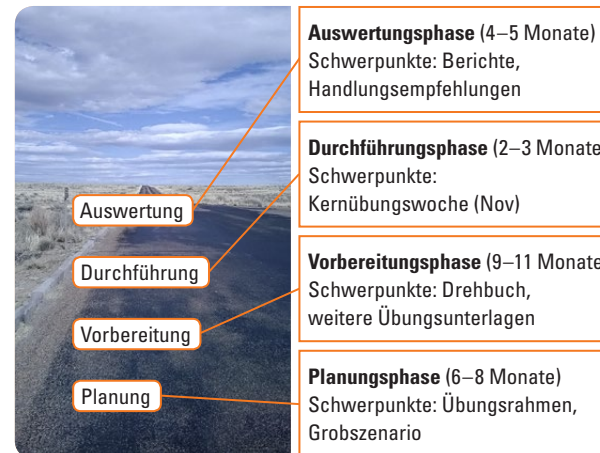 Auswertung
Durchführung
Vorbereitung
Planung
Auswertungsphase (4–5 Monate)
Schwerpunkte: Berichte,
Handlungsempfehlungen
Durchführungsphase (2–3 Monate
Schwerpunkte:
Kernübungswoche (Nov)
Vorbereitungsphase (9–11 Monate
Schwerpunkte: Drehbuch,
weitere Übungsunterlagen
Planungsphase (6–8 Monate)
Schwerpunkte: Übungsrahmen,
Grobszenario